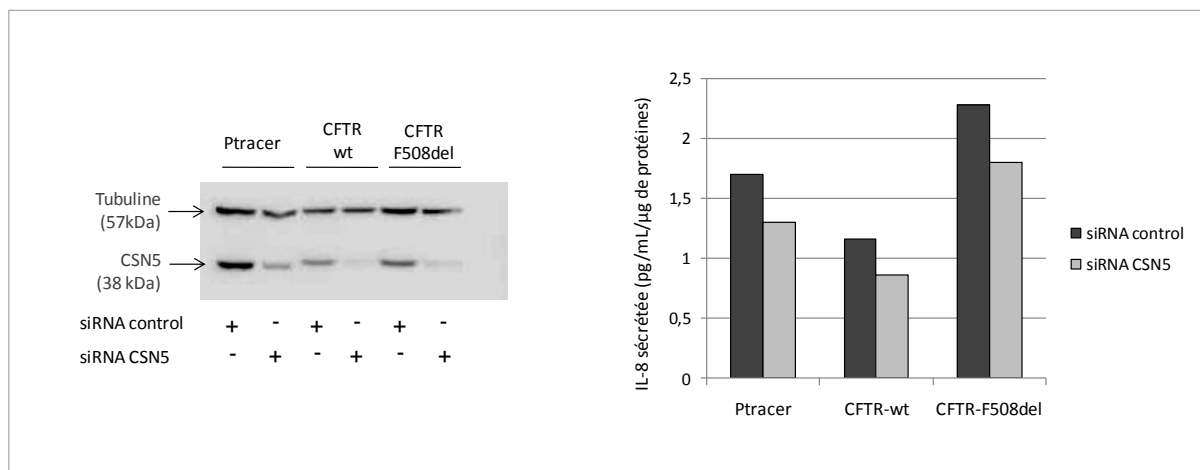 Ptracer
CFTR
wt
CFTR
F508del
Tubuline
(57kDa)
CSN5
(38 kDa)
siRNA control + - + - + -
siRNA CSN5 - + - + - +
IL-8 sécrétée (pg/mL/µg de protéines)
2,5
2
1,5
1
0,5
0
Ptracer CFTR-wt CFTR-F508del
siRNA control
siRNA CSN5